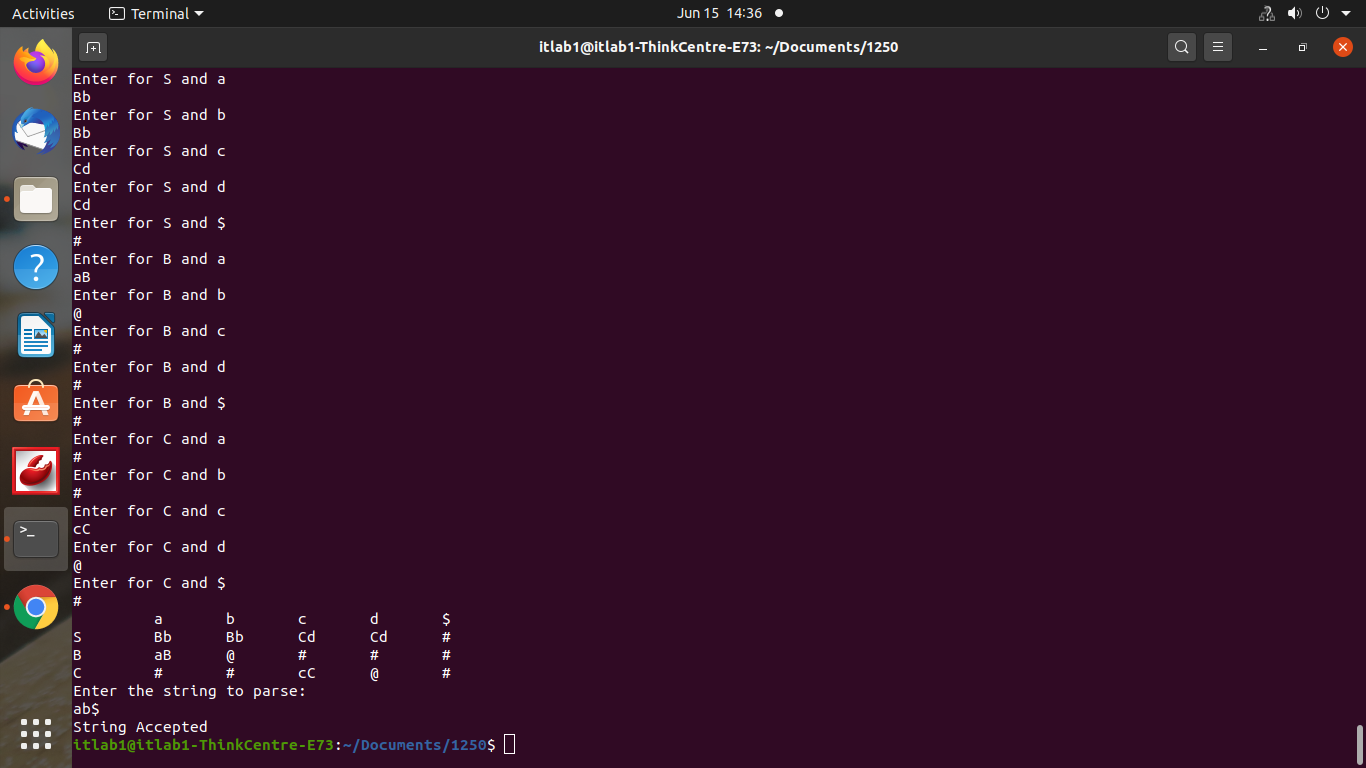 Activities Terminal Jun 15 14:36
itlab1@itlab1-ThinkCentre-E73: ~/Documents/1250
Enter for S and a
Bb
Enter for S and b
Bb
Enter for S and c
Cd
Enter for S and d
Cd
Enter for S and $
#
Enter for B and a
aB
Enter for B and b
@
Enter for B and c
#
Enter for B and d
#
Enter for B and $
#
Enter for C and a
#
Enter for C and b
#
Enter for C and c
cC
Enter for C and d
@
Enter for C and $
#
a b c d $
S Bb Bb Cd Cd #
B aB @ # # #
C # # cC @ #
Enter the string to parse:
ab$
String Accepted
itlab1@itlab1-ThinkCentre-E73:~/Documents/1250$